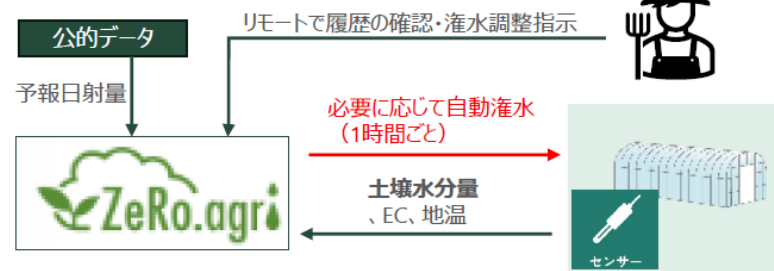 公的データ
リモートで履歴の確認・潅水調整指示
予報日射量
必要に応じて自動潅水
（1時間ごと）
ZeRo.agri
土壌水分量
、EC、地温
センサー